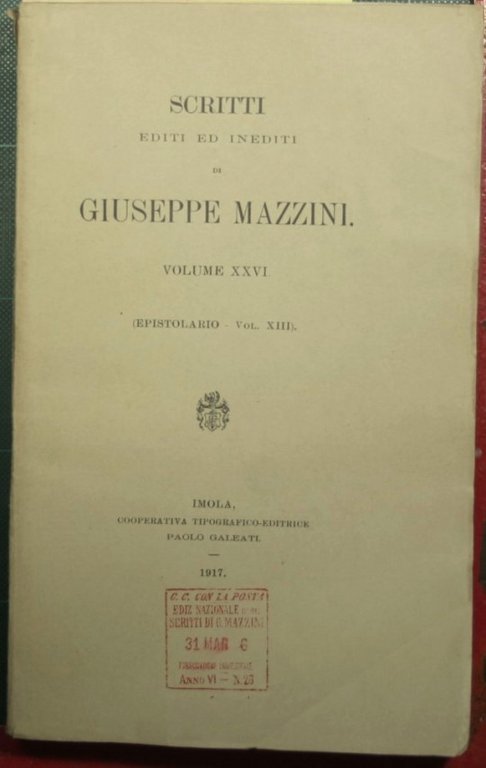 SCRITTI
EDITI ED INEDITI
DI
GIUSEPPE MAZZINI.
VOLUME XXVI
(EPISTOLARIO - VOL. XIII).
IMOLA,
COOPERATIVA TIPOGRAFICO-EDITRICE
PAOLO GALEATI.
1917.
C. C. CON LA POSTA
EDIZ NAZIONALE
SCRITTI DI G. MAZZINI
31 MAR 6
ANNO VI - N. 26